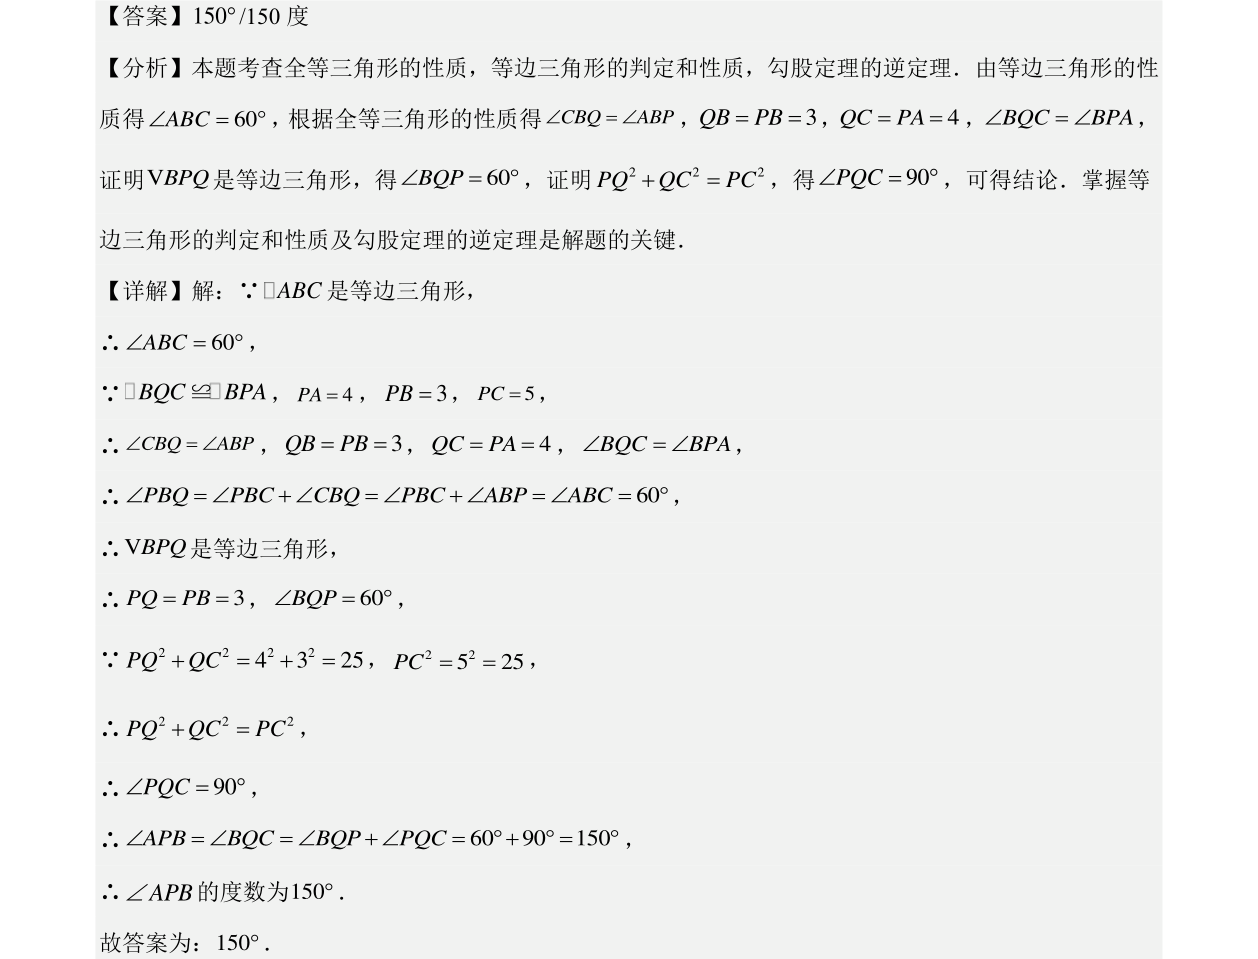 【答案】150°/150 度
【分析】本题考查全等三角形的性质，等边三角形的判定和性质，勾股定理的逆定理．由等边三角形的性
质得∠ABC = 60°，根据全等三角形的性质得∠CBQ = ∠ABP，QB = PB = 3，QC = PA = 4，∠BQC = ∠BPA，
证明VBPQ是等边三角形，得∠BQP = 60°，证明PQ² + QC² = PC²，得∠PQC = 90°，可得结论．掌握等
边三角形的判定和性质及勾股定理的逆定理是解题的关键．
【详解】解：∵□ABC是等边三角形，
∴∠ABC = 60°，
∵□BQC≌□BPA，PA = 4，PB = 3，PC = 5，
∴∠CBQ = ∠ABP，QB = PB = 3，QC = PA = 4，∠BQC = ∠BPA，
∴∠PBQ = ∠PBC + ∠CBQ = ∠PBC + ∠ABP = ∠ABC = 60°，
∴VBPQ是等边三角形，
∴PQ = PB = 3，∠BQP = 60°，
∵PQ² + QC² = 4² + 3² = 25，PC² = 5² = 25，
∴PQ² + QC² = PC²，
∴∠PQC = 90°，
∴∠APB = ∠BQC = ∠BQP + ∠PQC = 60° + 90° = 150°，
∴∠APB的度数为150°．
故答案为：150°．